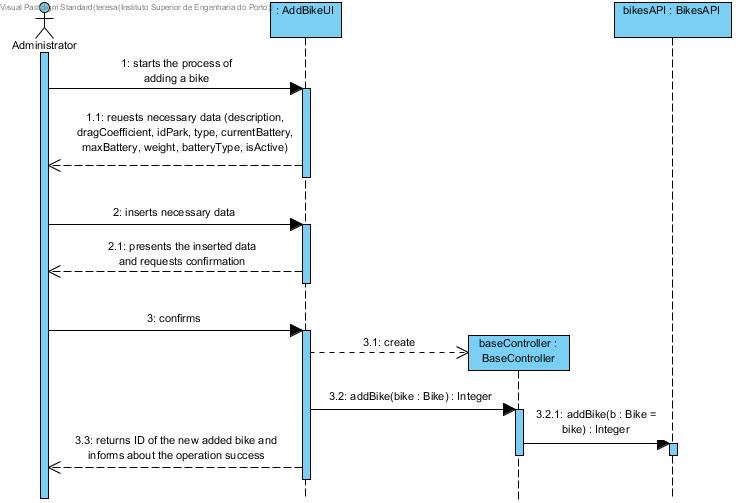 Visual Paradigm Standard(teresa(Instituto Superior de Engenharia do Porto)
: AddBikeUI
bikesAPI : BikesAPI
Administrator
1: starts the process of
adding a bike
1.1: reuests necessary data (description,
dragCoefficient, idPark, type, currentBattery,
maxBattery, weight, batteryType, isActive)
2: inserts necessary data
2.1: presents the inserted data
and requests confirmation
3: confirms
3.1: create
baseController :
BaseController
3.2: addBike(bike : Bike) : Integer
3.2.1: addBike(b : Bike =
bike) : Integer
3.3: returns ID of the new added bike and
informs about the operation success